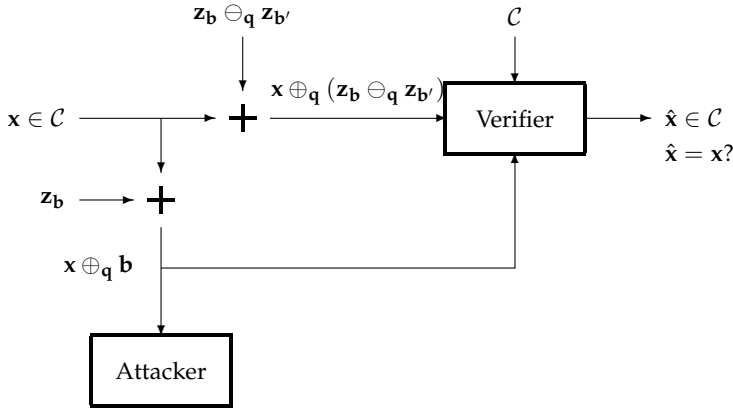 z_b ⊖_q z_b′
C
x ⊕_q (z_b ⊖_q z_b′)
x ∈ C
Verifier
x̂ ∈ C
x̂ = x?
z_b
x ⊕_q b
Attacker